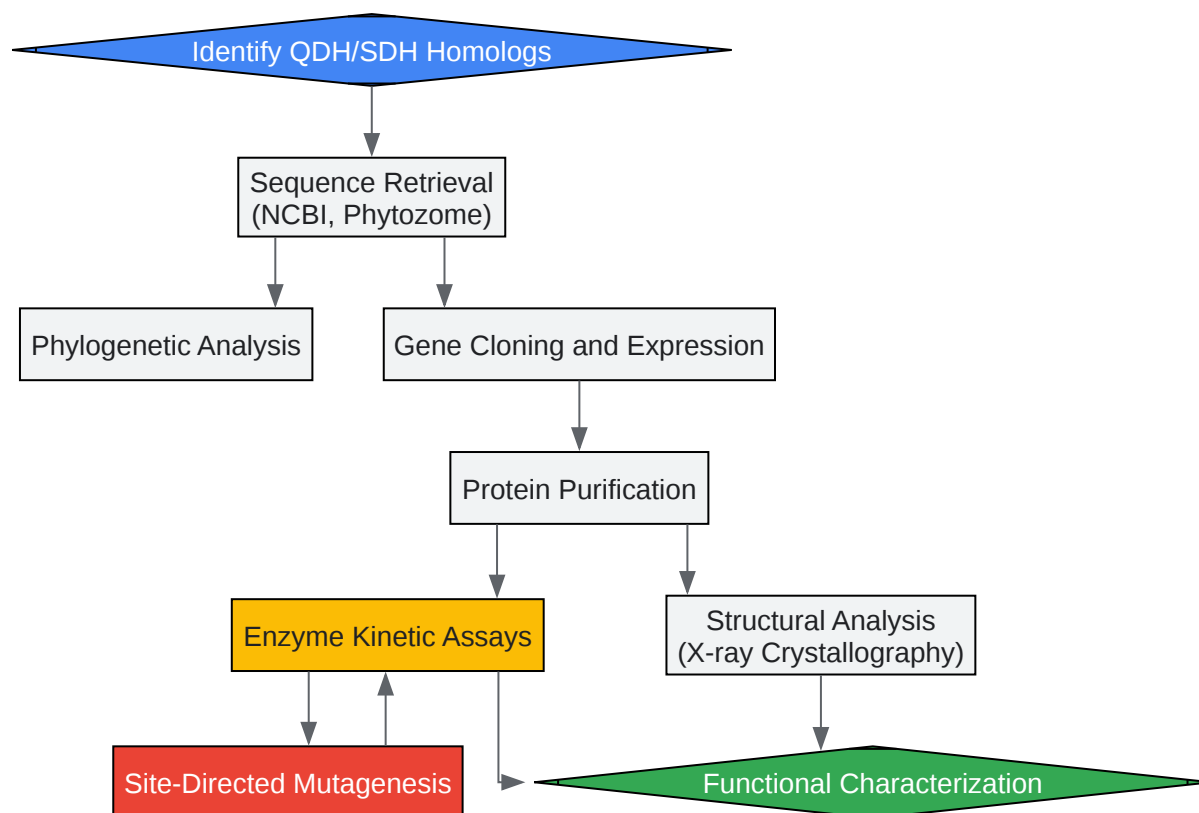 Identify QDH/SDH Homologs
Sequence Retrieval
(NCBI, Phytozome)
Phylogenetic Analysis
Gene Cloning and Expression
Protein Purification
Enzyme Kinetic Assays
Structural Analysis
(X-ray Crystallography)
Site-Directed Mutagenesis
Functional Characterization